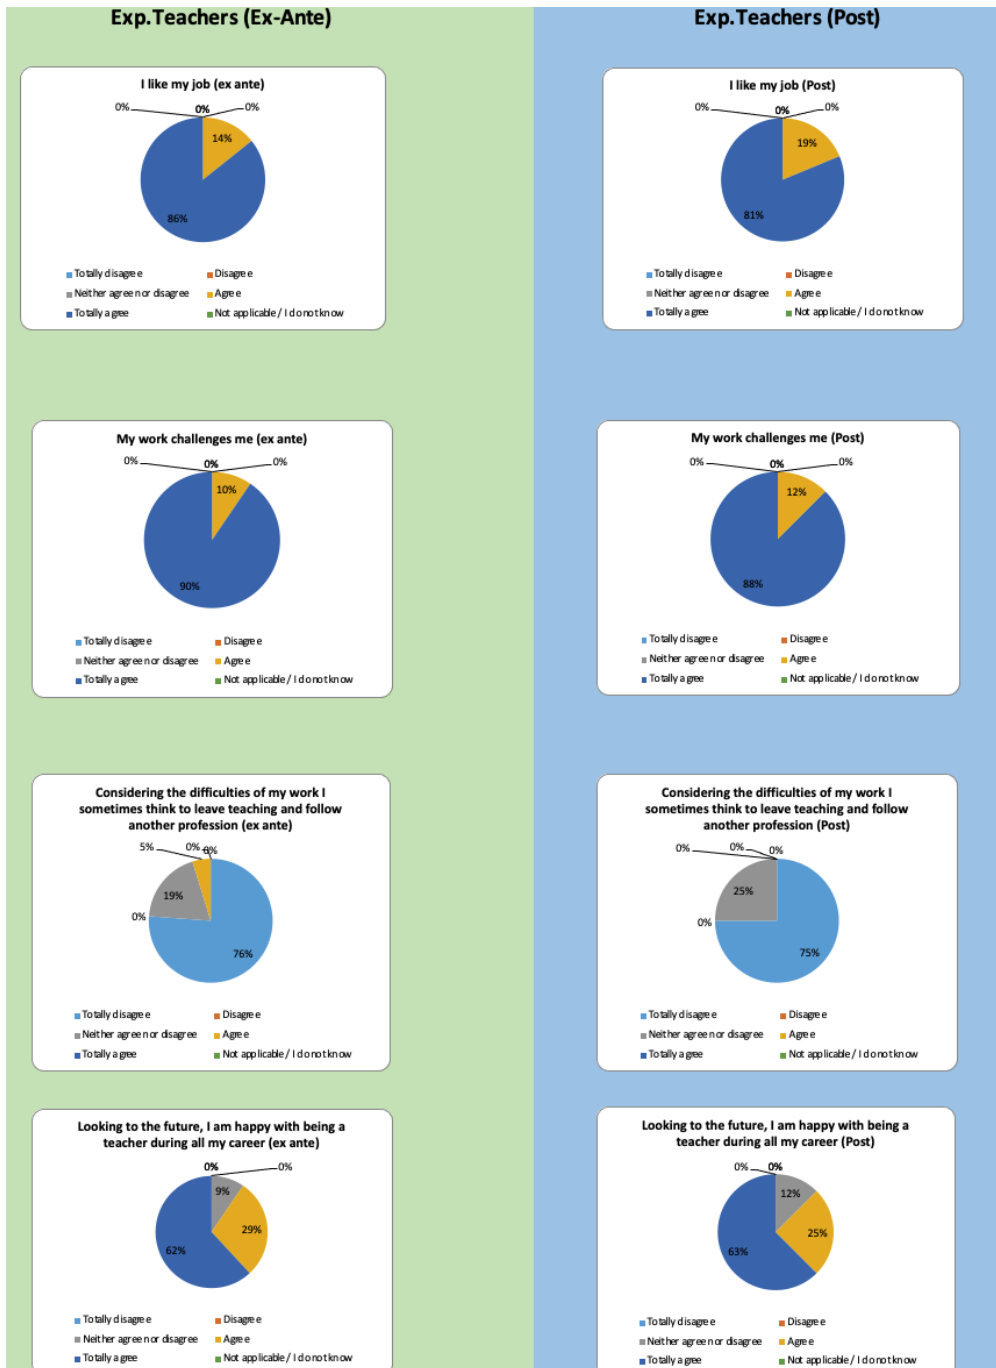 Exp.Teachers (Ex-Ante)
Exp.Teachers (Post)
I like my job (ex ante)
0% 0% 0%
14%
86%
Totally disagree Disagree
Neither agree nor disagree Agree
Totally agree Not applicable / I do not know
I like my job (Post)
0% 0% 0%
19%
81%
Totally disagree Disagree
Neither agree nor disagree Agree
Totally agree Not applicable / I do not know
My work challenges me (ex ante)
0% 0% 0%
10%
90%
Totally disagree Disagree
Neither agree nor disagree Agree
Totally agree Not applicable / I do not know
My work challenges me (Post)
0% 0% 0%
12%
88%
Totally disagree Disagree
Neither agree nor disagree Agree
Totally agree Not applicable / I do not know
Considering the difficulties of my work I
sometimes think to leave teaching and follow
another profession (ex ante)
5% 0% 0%
19%
0%
76%
Totally disagree Disagree
Neither agree nor disagree Agree
Totally agree Not applicable / I do not know
Considering the difficulties of my work I
sometimes think to leave teaching and follow
another profession (Post)
0% 0% 0%
25%
0%
75%
Totally disagree Disagree
Neither agree nor disagree Agree
Totally agree Not applicable / I do not know
Looking to the future, I am happy with being a
teacher during all my career (ex ante)
0% 0%
9%
29%
62%
Totally disagree Disagree
Neither agree nor disagree Agree
Totally agree Not applicable / I do not know
Looking to the future, I am happy with being a
teacher during all my career (Post)
0% 0%
12%
25%
63%
Totally disagree Disagree
Neither agree nor disagree Agree
Totally agree Not applicable / I do not know